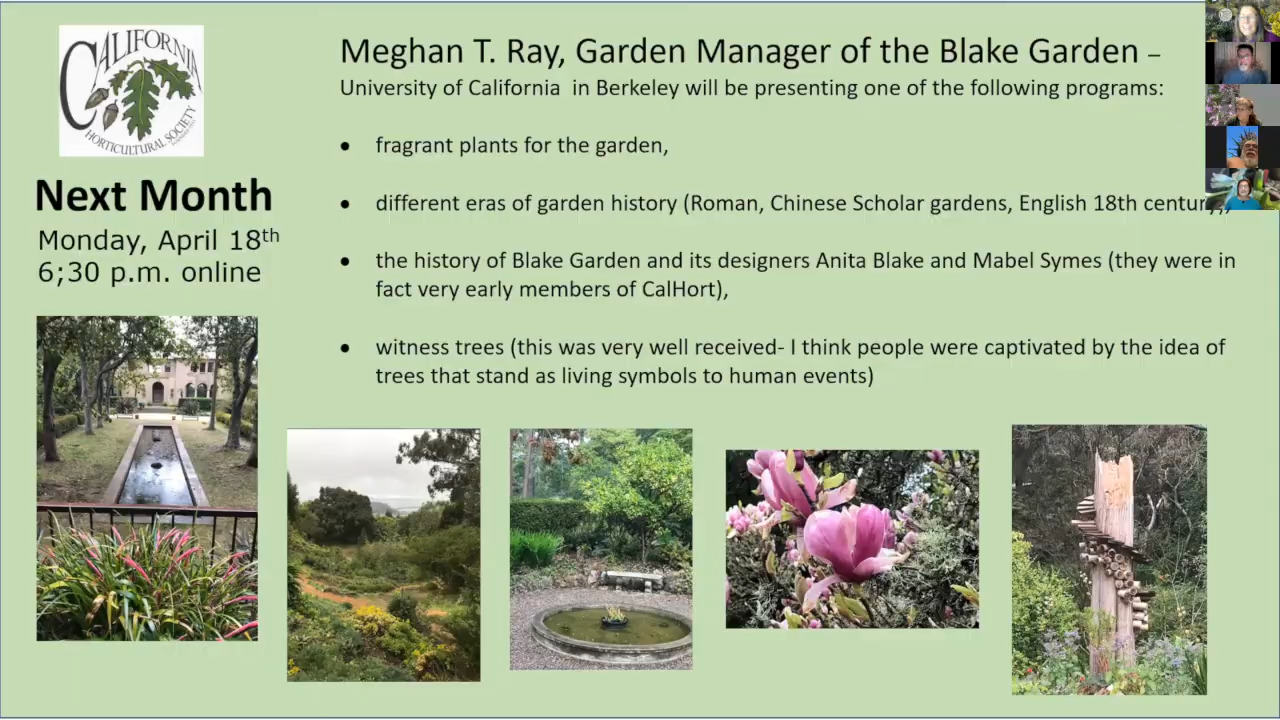 CALIFORNIA
HORTICULTURAL SOCIETY
Next Month
Monday, April 18th
6;30 p.m. online
Meghan T. Ray, Garden Manager of the Blake Garden –
University of California in Berkeley will be presenting one of the following programs:
• fragrant plants for the garden,
• different eras of garden history (Roman, Chinese Scholar gardens, English 18th century,
• the history of Blake Garden and its designers Anita Blake and Mabel Symes (they were in
fact very early members of CalHort),
• witness trees (this was very well received- I think people were captivated by the idea of
trees that stand as living symbols to human events)